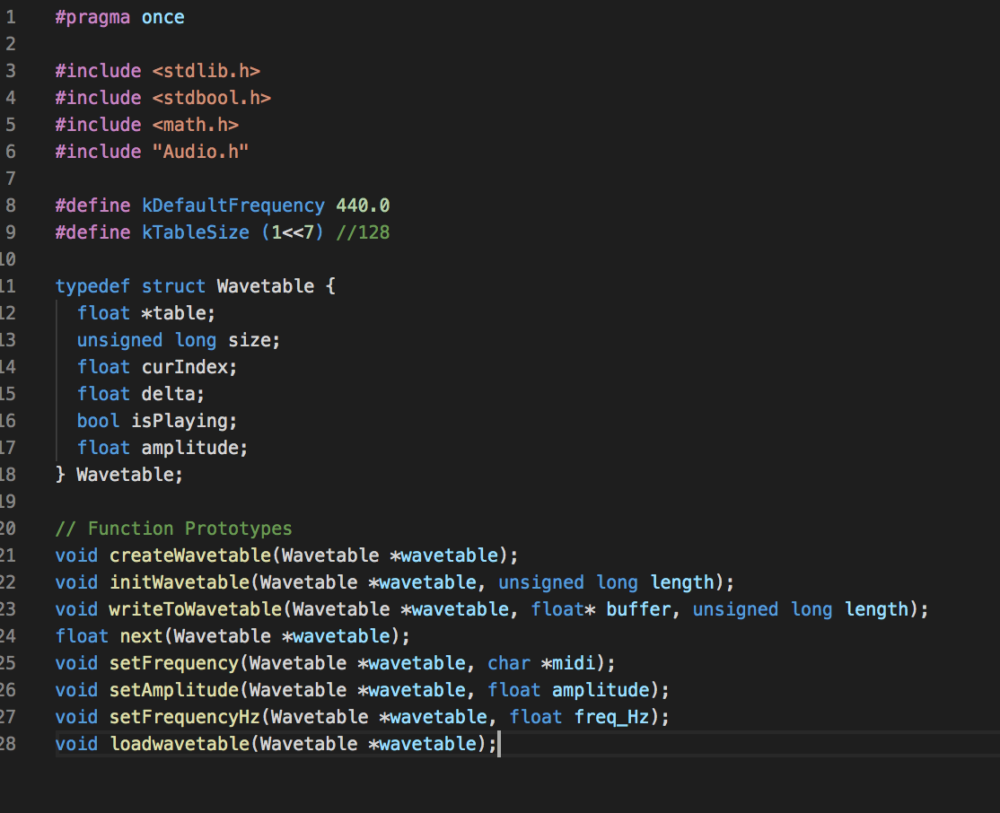 1 #pragma once
2
3 #include <stdlib.h>
4 #include <stdbool.h>
5 #include <math.h>
6 #include "Audio.h"
7
8 #define kDefaultFrequency 440.0
9 #define kTableSize (1<<7) //128
10
11 typedef struct Wavetable {
12   float *table;
13   unsigned long size;
14   float curIndex;
15   float delta;
16   bool isPlaying;
17   float amplitude;
18 } Wavetable;
19
20 // Function Prototypes
21 void createWavetable(Wavetable *wavetable);
22 void initWavetable(Wavetable *wavetable, unsigned long length);
23 void writeToWavetable(Wavetable *wavetable, float* buffer, unsigned long length);
24 float next(Wavetable *wavetable);
25 void setFrequency(Wavetable *wavetable, char *midi);
26 void setAmplitude(Wavetable *wavetable, float amplitude);
27 void setFrequencyHz(Wavetable *wavetable, float freq_Hz);
28 void loadwavetable(Wavetable *wavetable);